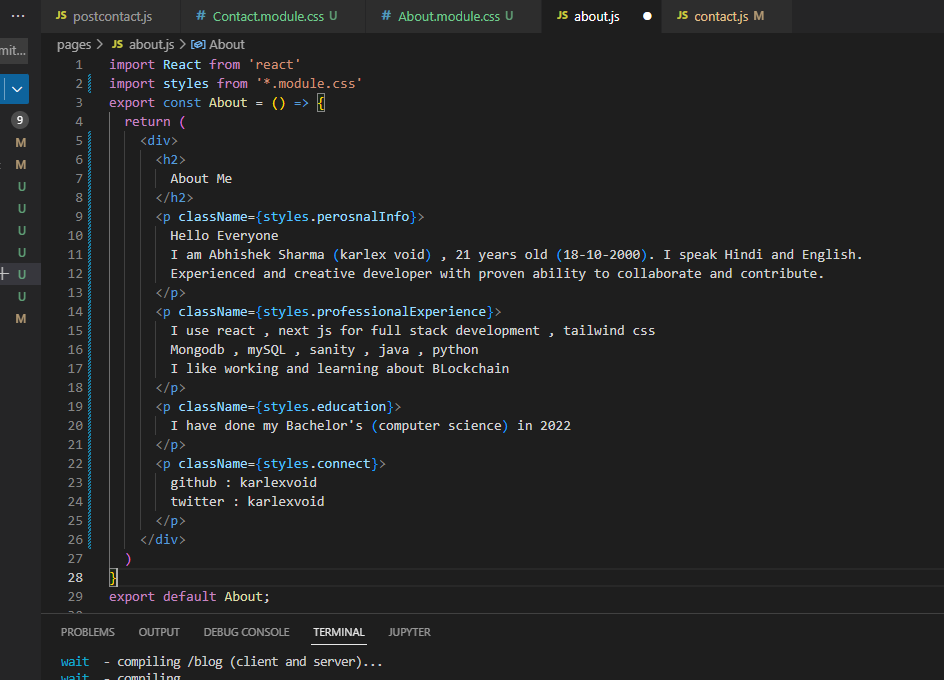 ··· JS postcontact.js # Contact.module.css U # About.module.css U JS about.js ● JS contact.js M
mit... pages > JS about.js > About
1 import React from 'react'
2 import styles from '*.module.css'
3 export const About = () => {
9
4 return (
M
5 <div>
M
6 <h2>
7 About Me
U
8 </h2>
U
9 <p className={styles.perosnalInfo}>
U
10 Hello Everyone
11 I am Abhishek Sharma (karlex void) , 21 years old (18-10-2000). I speak Hindi and English.
U
12 Experienced and creative developer with proven ability to collaborate and contribute.
U
13 </p>
U
14 <p className={styles.professionalExperience}>
M
15 I use react , next js for full stack development , tailwind css
16 Mongodb , mySQL , sanity , java , python
17 I like working and learning about BLockchain
18 </p>
19 <p className={styles.education}>
20 I have done my Bachelor's (computer science) in 2022
21 </p>
22 <p className={styles.connect}>
23 github : karlexvoid
24 twitter : karlexvoid
25 </p>
26 </div>
27 )
28 }
29 export default About;
PROBLEMS OUTPUT DEBUG CONSOLE TERMINAL JUPYTER
wait - compiling /blog (client and server)...
wait - compiling